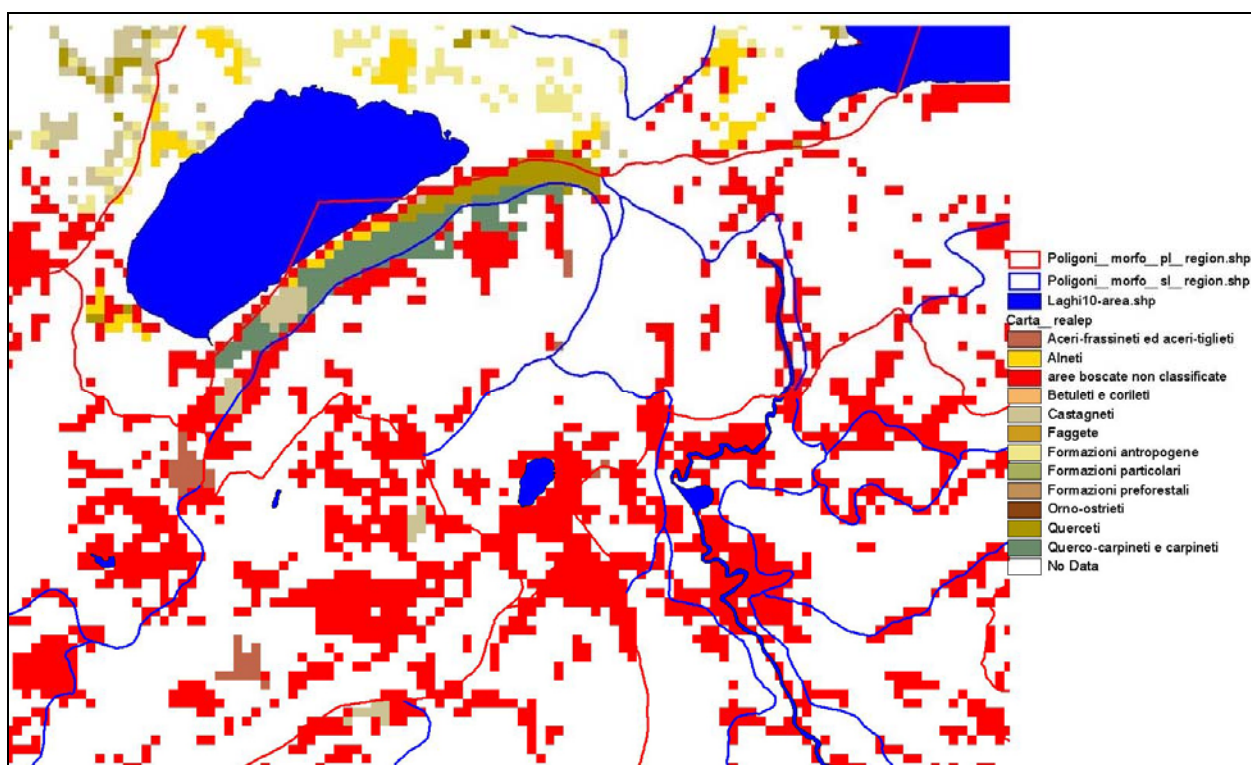 Poligoni__morfo__pl__region.shp
Poligoni__morfo__sl__region.shp
Laghi10-area.shp
Carta__realep
Aceri-frassineti ed aceri-tiglieti
Alneti
aree boscate non classificate
Betuleti e corileti
Castagneti
Faggete
Formazioni antropogene
Formazioni particolari
Formazioni preforestali
Orno-ostrieti
Querceti
Querco-carpineti e carpineti
No Data